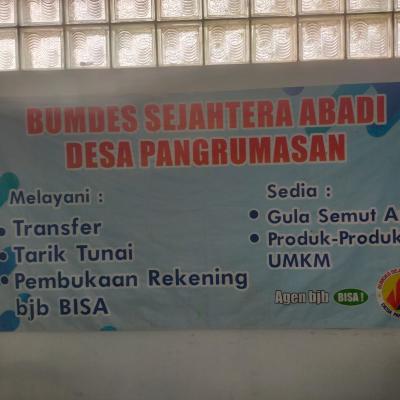 BUMDES SEJAHTERA ABADI
DESA PANGRUMASAN
Melayani :
• Transfer
• Tarik Tunai
• Pembukaan Rekening
bjb BISA
Sedia :
• Gula Semut A
• Produk-Produk
UMKM
Agen bjb BISA!